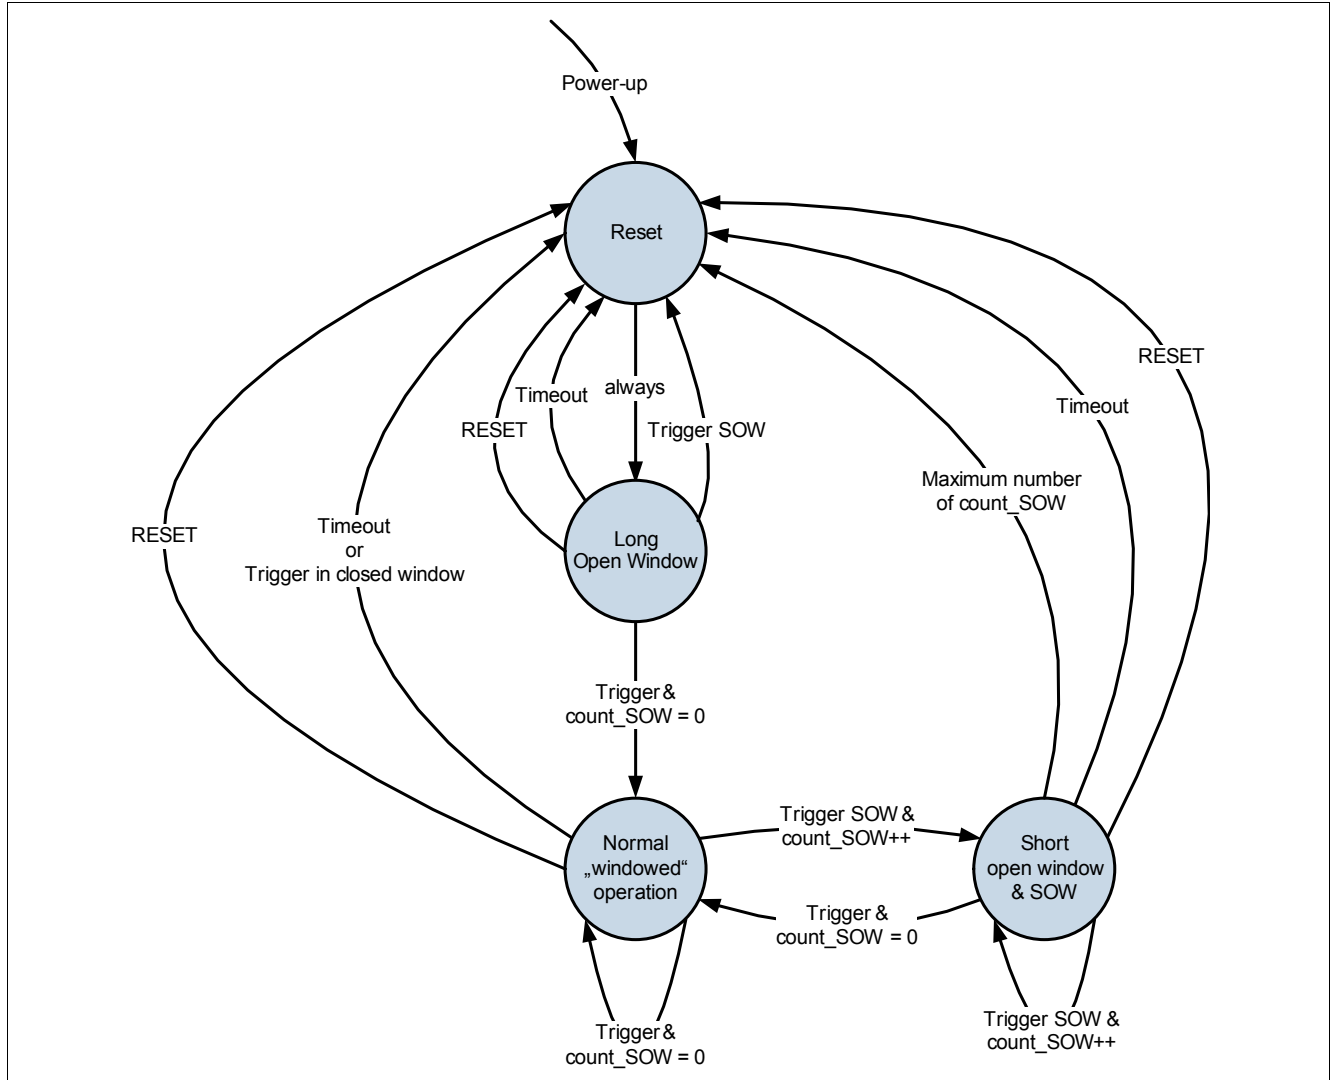 Power-up
Reset
RESET
Timeout
always
Timeout
RESET
Trigger SOW
Maximum number
of count_SOW
RESET
Timeout
or
Trigger in closed window
Long
Open Window
Trigger &
count_SOW = 0
Normal
„windowed“
operation
Trigger SOW &
count_SOW++
Short
open window
& SOW
Trigger &
count_SOW = 0
Trigger &
count_SOW = 0
Trigger SOW &
count_SOW++